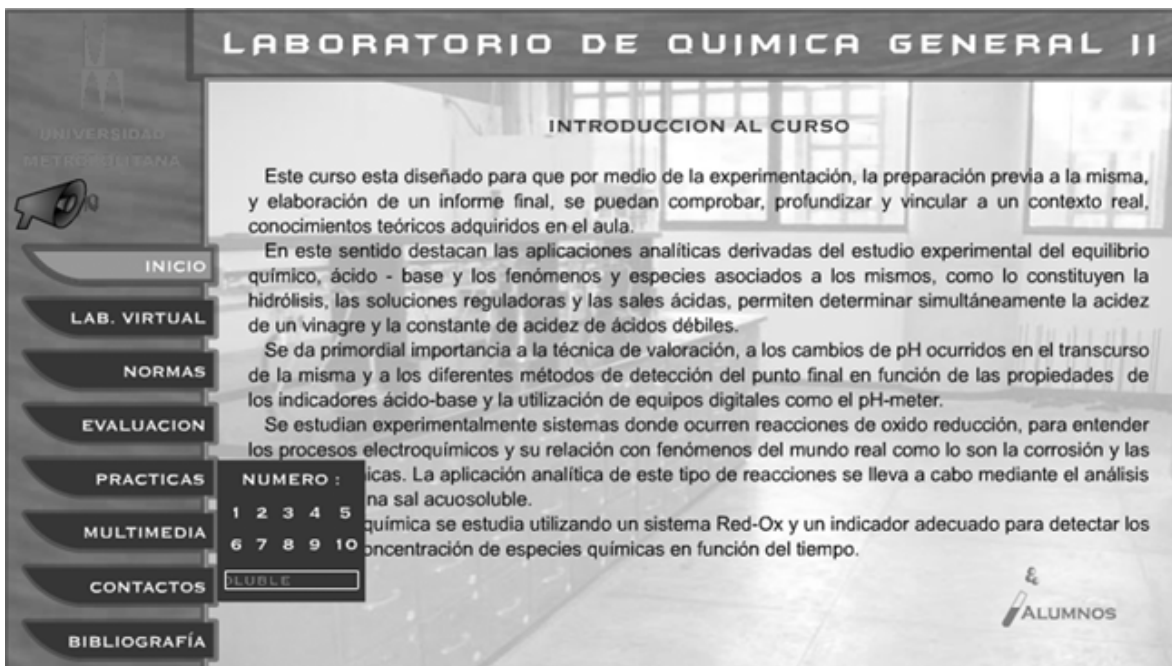 LABORATORIO DE QUIMICA GENERAL II
UNIVERSIDAD
METROPOLITANA
INICIO
LAB. VIRTUAL
NORMAS
EVALUACION
PRACTICAS
MULTIMEDIA
CONTACTOS
BIBLIOGRAFÍA
INTRODUCCION AL CURSO
Este curso esta diseñado para que por medio de la experimentación, la preparación previa a la misma,
y elaboración de un informe final, se puedan comprobar, profundizar y vincular a un contexto real,
conocimientos teóricos adquiridos en el aula.
En este sentido destacan las aplicaciones analíticas derivadas del estudio experimental del equilibrio
químico, ácido - base y los fenómenos y especies asociados a los mismos, como lo constituyen la
hidrólisis, las soluciones reguladoras y las sales ácidas, permiten determinar simultáneamente la acidez
de un vinagre y la constante de acidez de ácidos débiles.
Se da primordial importancia a la técnica de valoración, a los cambios de pH ocurridos en el transcurso
de la misma y a los diferentes métodos de detección del punto final en función de las propiedades de
los indicadores ácido-base y la utilización de equipos digitales como el pH-meter.
Se estudian experimentalmente sistemas donde ocurren reacciones de oxido reducción, para entender
los procesos electroquímicos y su relación con fenómenos del mundo real como lo son la corrosión y las
icas. La aplicación analítica de este tipo de reacciones se lleva a cabo mediante el análisis
na sal acuosoluble.
química se estudia utilizando un sistema Red-Ox y un indicador adecuado para detectar los
oncentración de especies químicas en función del tiempo.
NUMERO :
1 2 3 4 5
6 7 8 9 10
OLUBLE
&
ALUMNOS